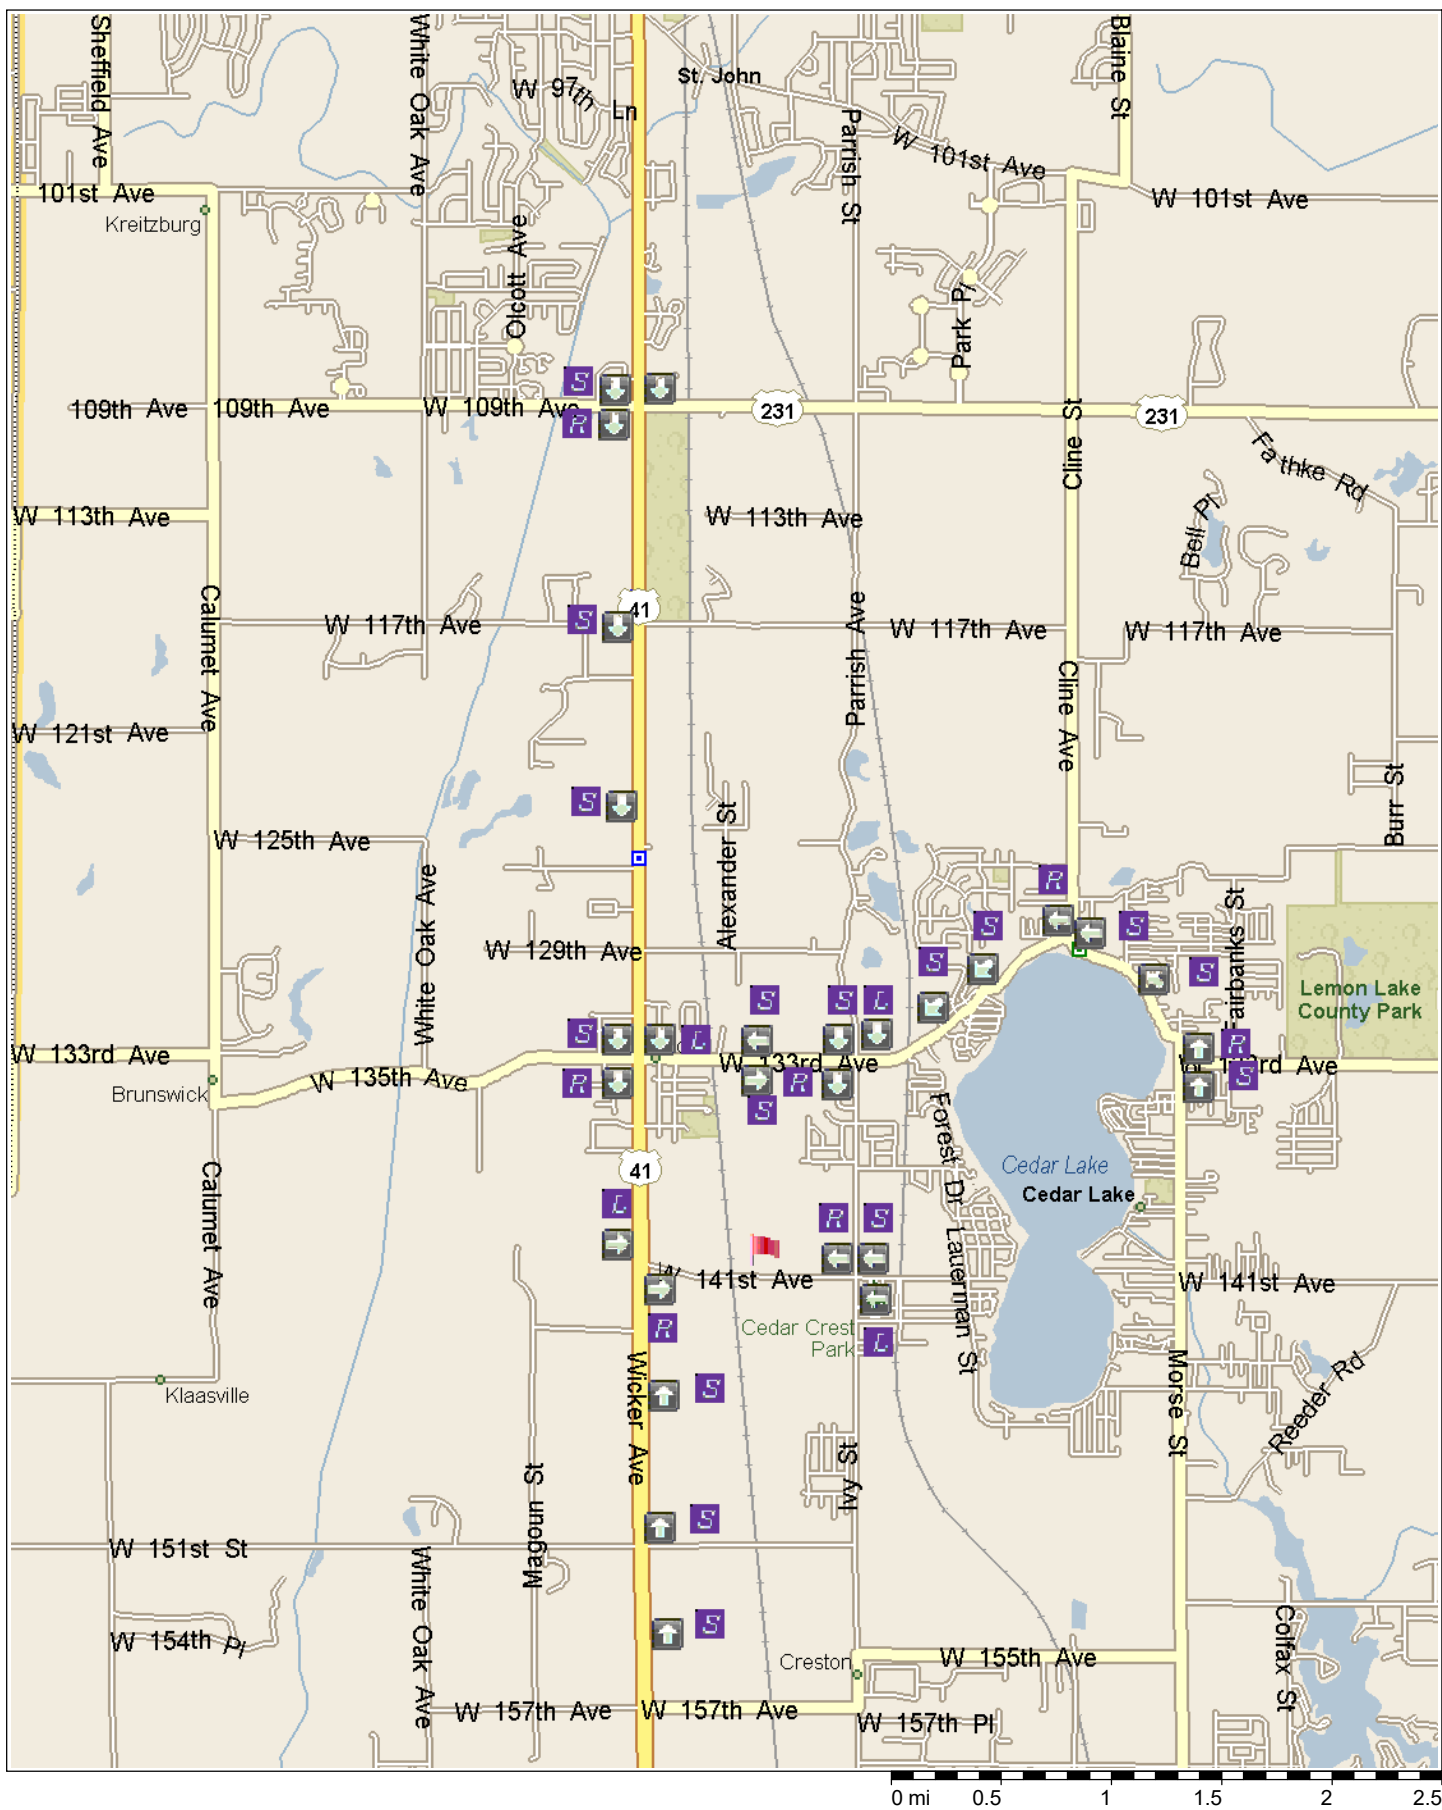 Sheffield Ave
White Oak Ave
W 97th Ln
St. John
Blaine St
Parrish St
W 101st Ave
101st Ave
W 101st Ave
Kreitzburg
Olcott Ave
Park Pl
S
109th Ave
109th Ave
W 109th Ave
231
231
R
Cline St
Fathke Rd
W 113th Ave
W 113th Ave
Bell Pl
Calumet Ave
S
41
W 117th Ave
W 117th Ave
W 117th Ave
Parrish Ave
Cline Ave
W 121st Ave
S
Burr St
W 125th Ave
Alexander St
White Oak Ave
R
Fairbanks St
S
S
W 129th Ave
S
S
Lemon Lake
County Park
S
S
L
S
L
R
W 133rd Ave
W 133rd Ave
Brunswick
W 135th Ave
R
R
S
S
Forest Dr
41
Cedar Lake
Cedar Lake
Calumet Ave
L
R
S
Lauerman St
W 141st Ave
W 141st Ave
R
Cedar Crest
Park
L
Wicker Ave
Morse St
Klaasville
S
Reeder Rd
Ivy St
Magoun St
S
W 151st St
White Oak Ave
Colfax St
W 154th Pl
S
Creston
W 155th Ave
W 157th Ave
W 157th Ave
W 157th Pl
0 mi 0.5 1 1.5 2 2.5